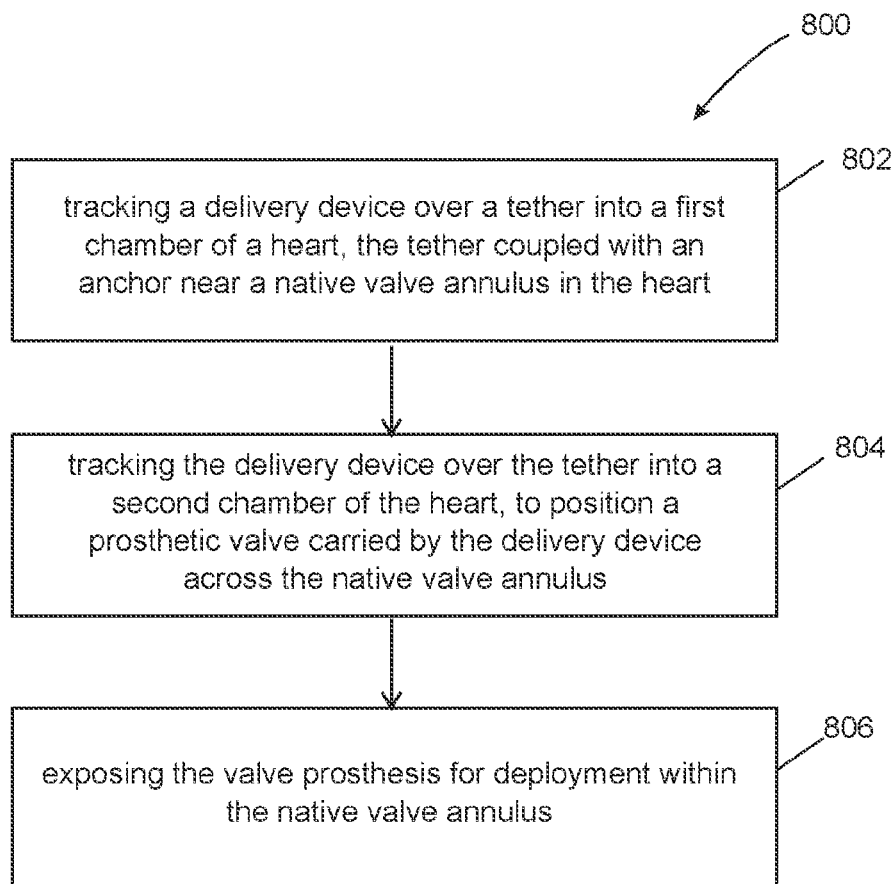 800
802
tracking a delivery device over a tether into a first
chamber of a heart, the tether coupled with an
anchor near a native valve annulus in the heart
804
tracking the delivery device over the tether into a
second chamber of the heart, to position a
prosthetic valve carried by the delivery device
across the native valve annulus
806
exposing the valve prosthesis for deployment within
the native valve annulus